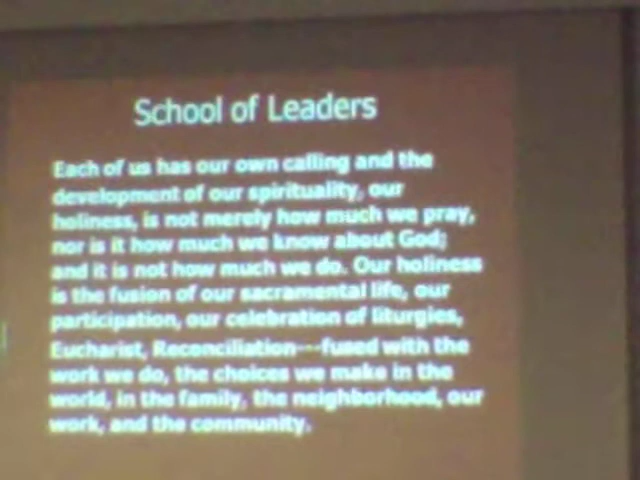 School of Leaders
Each of us has our own calling and the
development of our spirituality, our
holiness, is not merely how much we pray,
nor is it how much we know about God;
and it is not how much we do. Our holiness
is the fusion of our sacramental life, our
participation, our celebration of liturgies,
Eucharist, Reconciliation---fused with the
work we do, the choices we make in the
world, in the family, the neighborhood, our
work, and the community.